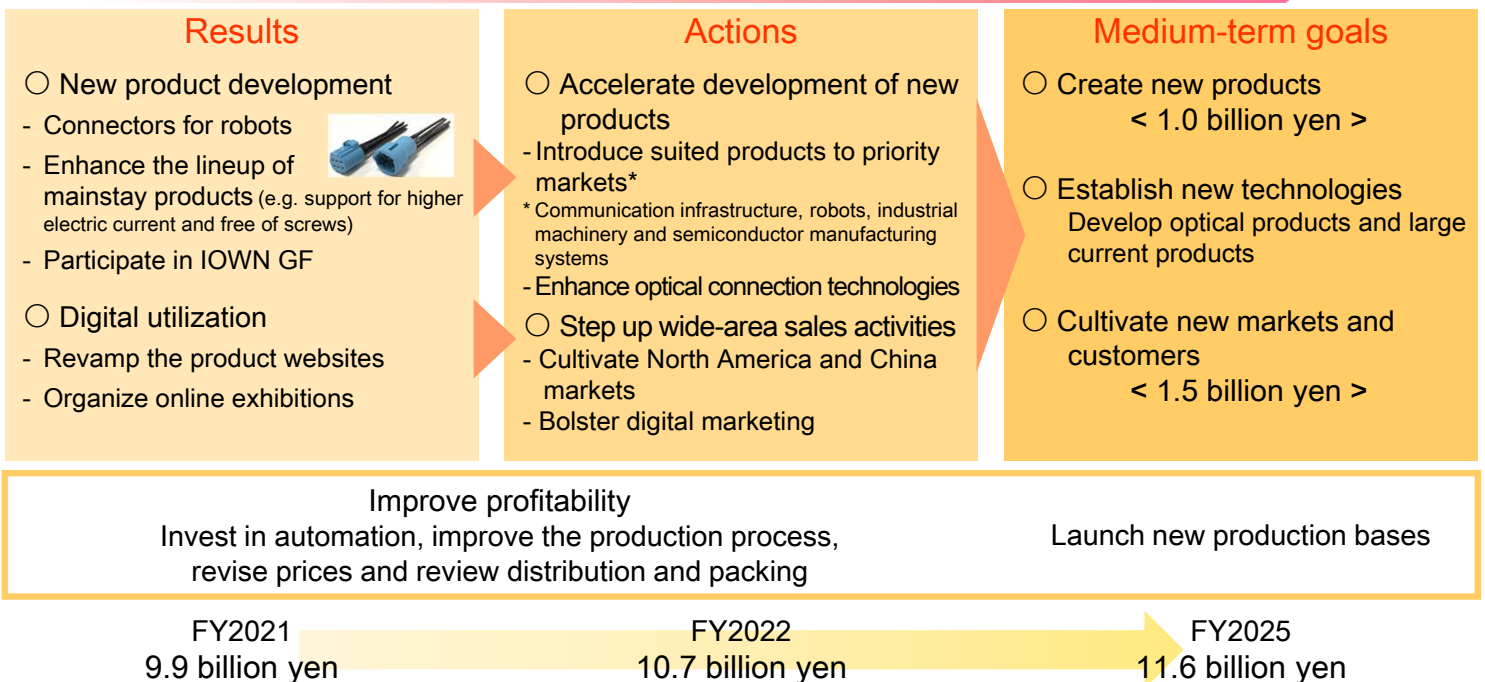 Results
○ New product development
- Connectors for robots
- Enhance the lineup of
mainstay products (e.g. support for higher
electric current and free of screws)
- Participate in IOWN GF
○ Digital utilization
- Revamp the product websites
- Organize online exhibitions
Actions
○ Accelerate development of new
products
- Introduce suited products to priority
markets*
* Communication infrastructure, robots, industrial
machinery and semiconductor manufacturing
systems
- Enhance optical connection technologies
○ Step up wide-area sales activities
- Cultivate North America and China
markets
- Bolster digital marketing
Medium-term goals
○ Create new products
< 1.0 billion yen >
○ Establish new technologies
Develop optical products and large
current products
○ Cultivate new markets and
customers
< 1.5 billion yen >
Improve profitability
Invest in automation, improve the production process,
revise prices and review distribution and packing
Launch new production bases
FY2021
9.9 billion yen
FY2022
10.7 billion yen
FY2025
11.6 billion yen